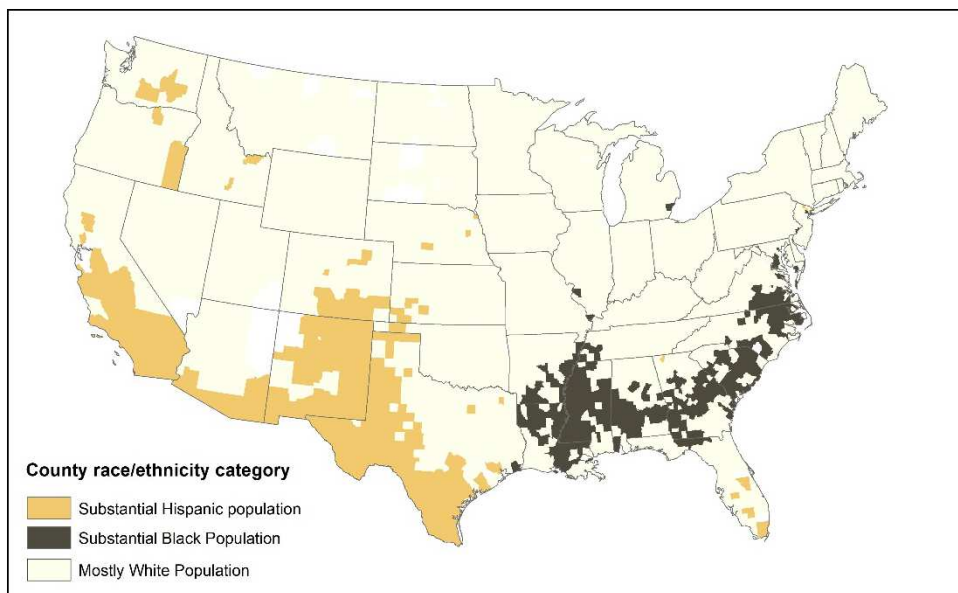 County race/ethnicity category
Substantial Hispanic population
Substantial Black Population
Mostly White Population